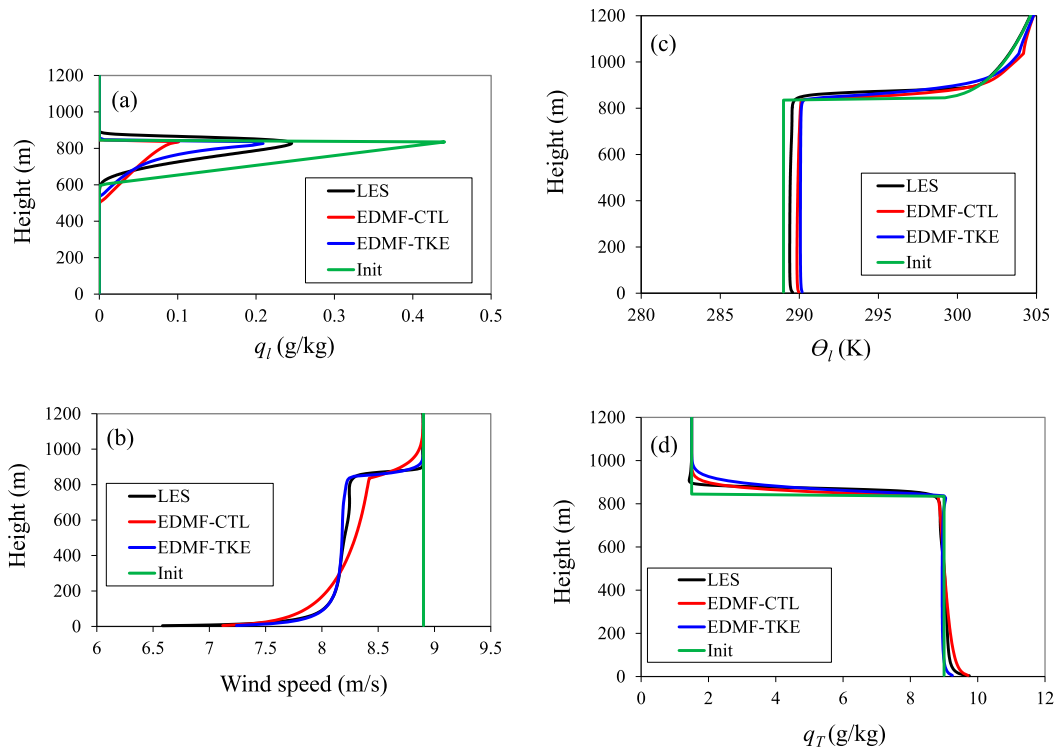 (a)
1200
1000
800
600
400
200
0
Height (m)
LES
EDMF-CTL
EDMF-TKE
Init
0 0.1 0.2 0.3 0.4 0.5
q_l (g/kg)
(c)
1200
1000
800
600
400
200
0
Height (m)
LES
EDMF-CTL
EDMF-TKE
Init
280 285 290 295 300 305
Θ_l (K)
(b)
1200
1000
800
600
400
200
0
Height (m)
LES
EDMF-CTL
EDMF-TKE
Init
6 6.5 7 7.5 8 8.5 9 9.5
Wind speed (m/s)
(d)
1200
1000
800
600
400
200
0
Height (m)
LES
EDMF-CTL
EDMF-TKE
Init
0 2 4 6 8 10 12
q_T (g/kg)